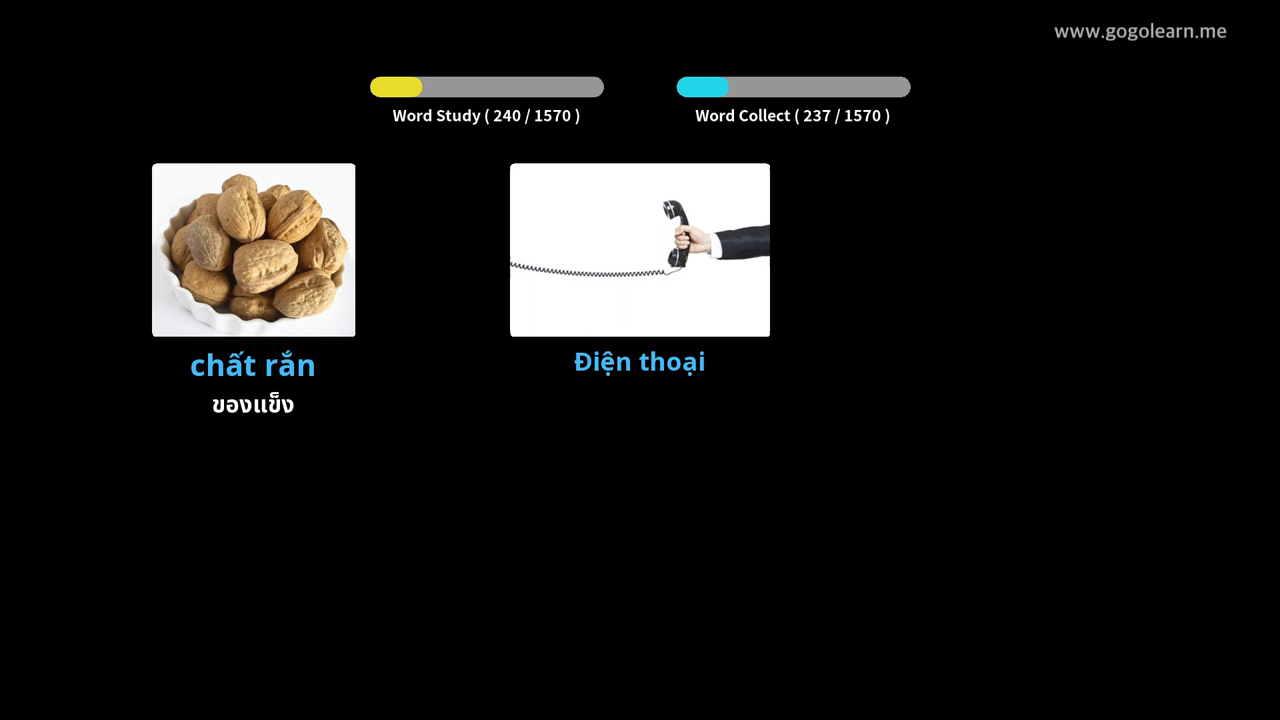 www.gogolearn.me
Word Study ( 240 / 1570 )
Word Collect ( 237 / 1570 )
chất rắn
ของแข็ง
Điện thoại